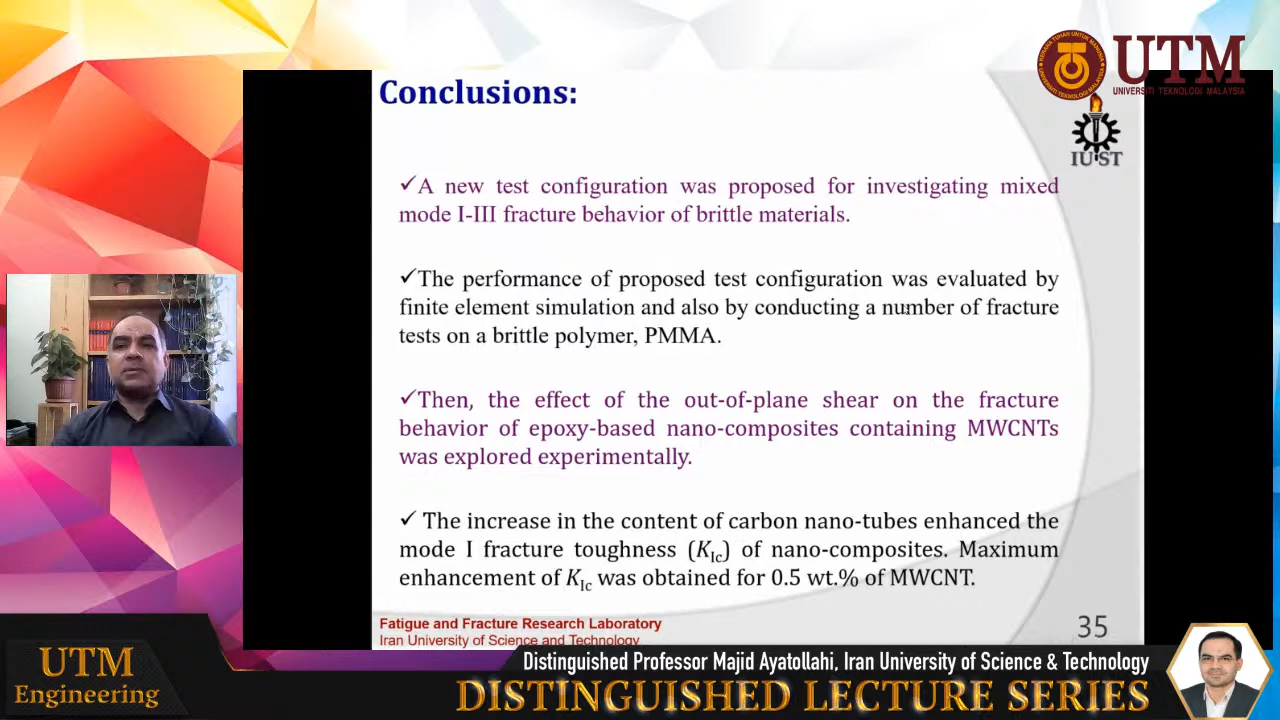 UTM
UNIVERSITI TEKNOLOGI MALAYSIA
IUST
Conclusions:
✓A new test configuration was proposed for investigating mixed
mode I-III fracture behavior of brittle materials.
✓The performance of proposed test configuration was evaluated by
finite element simulation and also by conducting a number of fracture
tests on a brittle polymer, PMMA.
✓Then, the effect of the out-of-plane shear on the fracture
behavior of epoxy-based nano-composites containing MWCNTs
was explored experimentally.
✓ The increase in the content of carbon nano-tubes enhanced the
mode I fracture toughness (KIc) of nano-composites. Maximum
enhancement of KIc was obtained for 0.5 wt.% of MWCNT.
Fatigue and Fracture Research Laboratory
Iran University of Science and Technology
35
UTM
Engineering
Distinguished Professor Majid Ayatollahi, Iran University of Science & Technology
DISTINGUISHED LECTURE SERIES